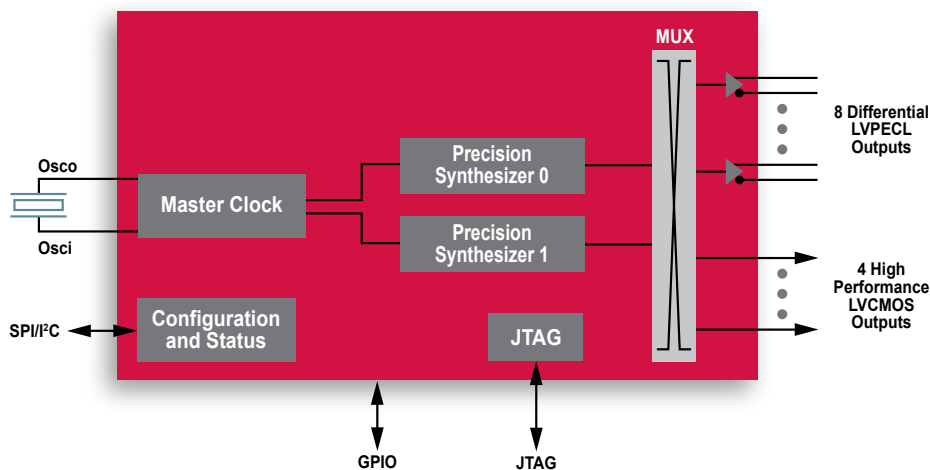 MUX
8 Differential
LVPECL
Outputs
Osco
Master Clock
Osci
Precision
Synthesizer 0
Precision
Synthesizer 1
4 High
Performance
LVCMOS
Outputs
SPI/I²C
Configuration
and Status
JTAG
GPIO
JTAG